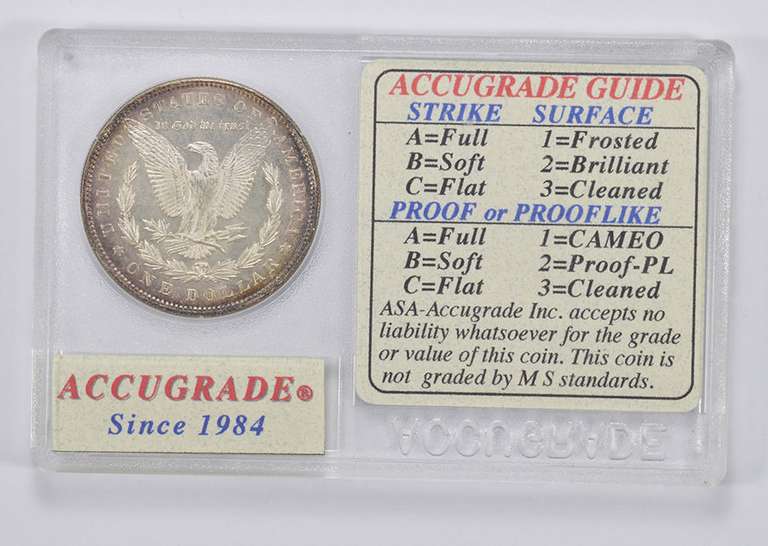 UNITED STATES OF AMERICA
In God we trust
ONE DOLLAR
ACCUGRADE®
Since 1984
ACCUGRADE GUIDE
STRIKE SURFACE
A=Full 1=Frosted
B=Soft 2=Brilliant
C=Flat 3=Cleaned
PROOF or PROOFLIKE
A=Full 1=CAMEO
B=Soft 2=Proof-PL
C=Flat 3=Cleaned
ASA-Accugrade Inc. accepts no
liability whatsoever for the grade
or value of this coin. This coin is
not graded by M S standards.
ACCUGRADE